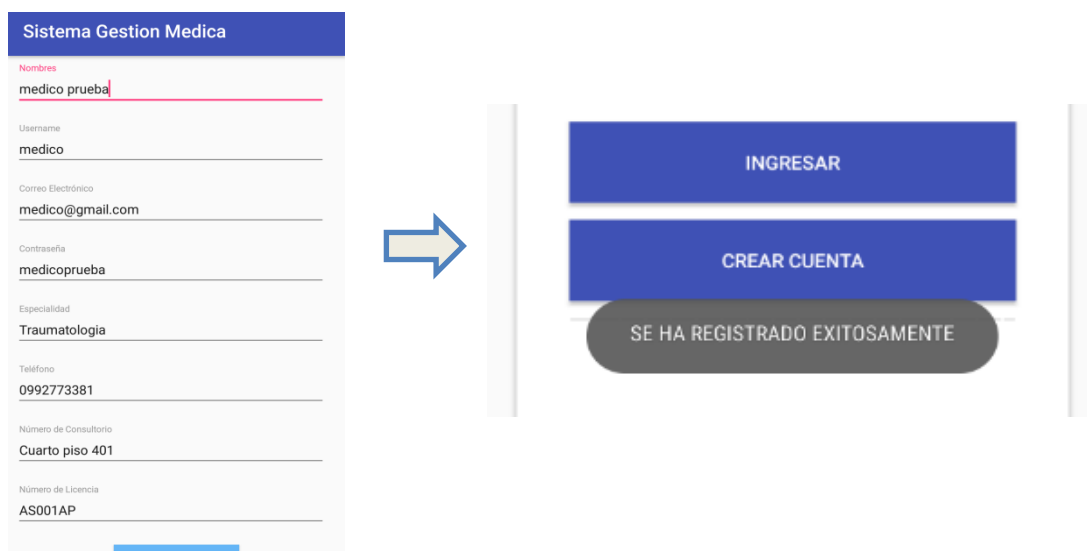 Sistema Gestion Medica
Nombres
medico prueba
Username
medico
Correo Electrónico
medico@gmail.com
Contraseña
medicoprueba
Especialidad
Traumatologia
Teléfono
0992773381
Número de Consultorio
Cuarto piso 401
Número de Licencia
AS001AP
INGRESAR
CREAR CUENTA
SE HA REGISTRADO EXITOSAMENTE